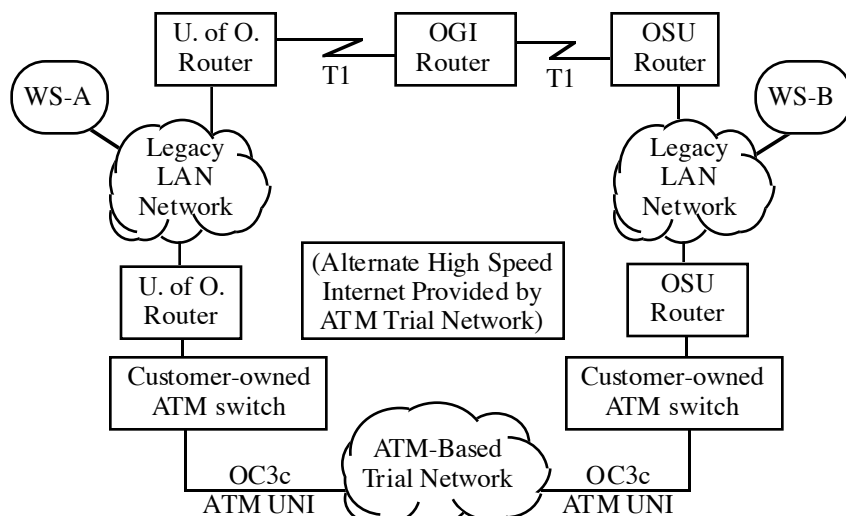 U. of O.
Router
T1
OGI
Router
T1
OSU
Router
WS-A
WS-B
Legacy
LAN
Network
Legacy
LAN
Network
U. of O.
Router
(Alternate High Speed
Internet Provided by
ATM Trial Network)
OSU
Router
Customer-owned
ATM switch
Customer-owned
ATM switch
ATM-Based
Trial Network
OC3c
ATM UNI
OC3c
ATM UNI